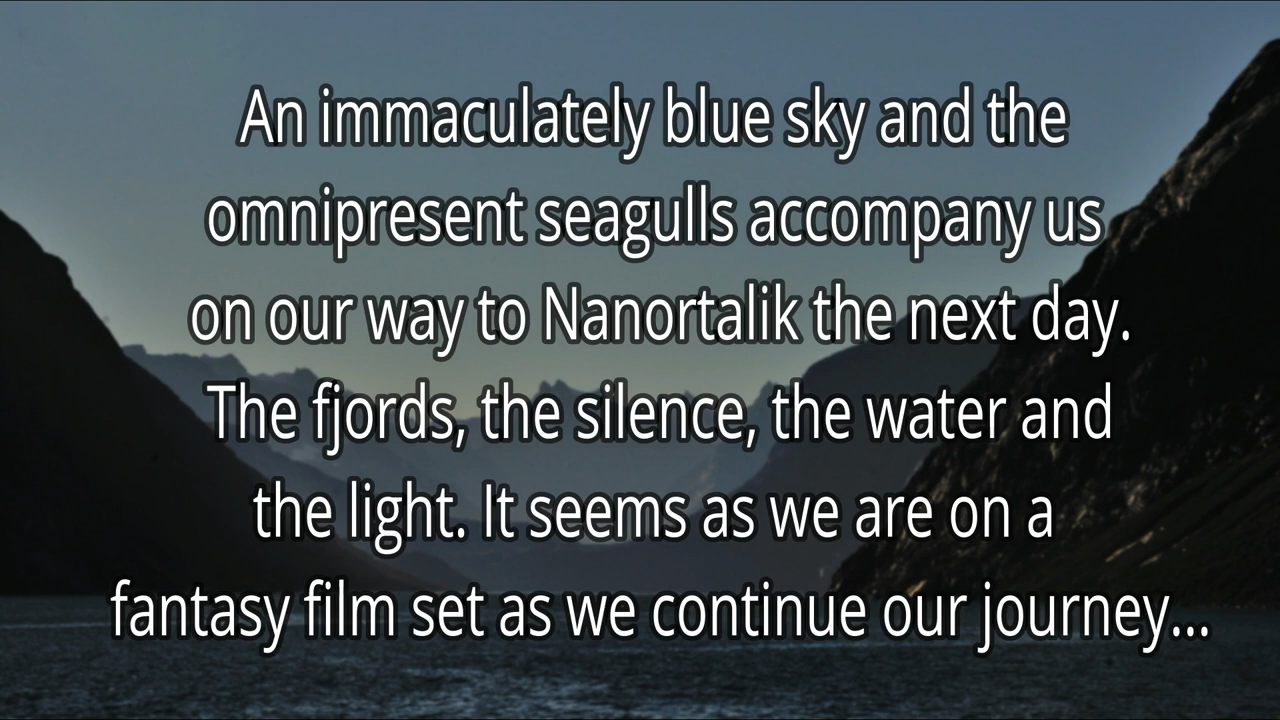 An immaculately blue sky and the
omnipresent seagulls accompany us
on our way to Nanortalik the next day.
The fjords, the silence, the water and
the light. It seems as we are on a
fantasy film set as we continue our journey...